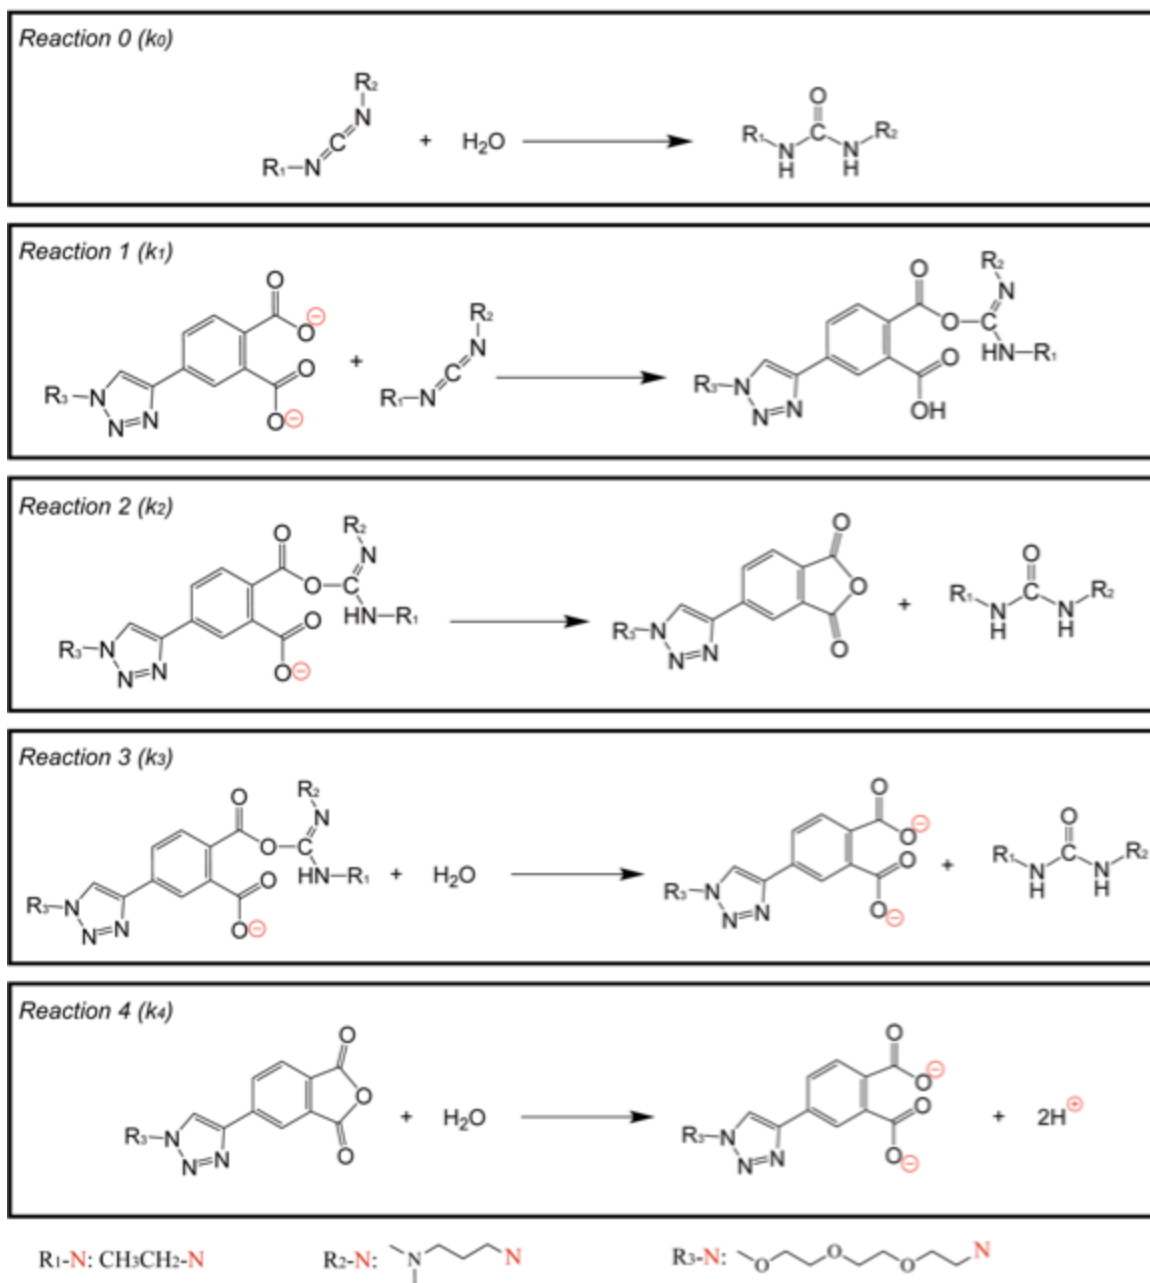 Reaction 0 (k₀)
R₂
N
C
R₁–N
+ H₂O
O
R₁ C R₂
N N
H H
Reaction 1 (k₁)
O
O⊖
O
O⊖
R₃–N
N=N
+
R₂
N
C
R₁–N
O R₂
N
O–C
HN–R₁
O
OH
R₃–N
N=N
Reaction 2 (k₂)
O R₂
N
O–C
HN–R₁
O
O⊖
R₃–N
N=N
O
O
O
R₃–N
N=N
+
O
R₁ C R₂
N N
H H
Reaction 3 (k₃)
O R₂
N
O–C
HN–R₁
O
O⊖
R₃–N
N=N
+ H₂O
O
O⊖
O
O⊖
R₃–N
N=N
+
O
R₁ C R₂
N N
H H
Reaction 4 (k₄)
O
O
O
R₃–N
N=N
+ H₂O
O
O⊖
O
O⊖
R₃–N
N=N
+ 2H⊕
R₁-N: CH₃CH₂-N
R₂-N: N N
R₃-N: O O O N